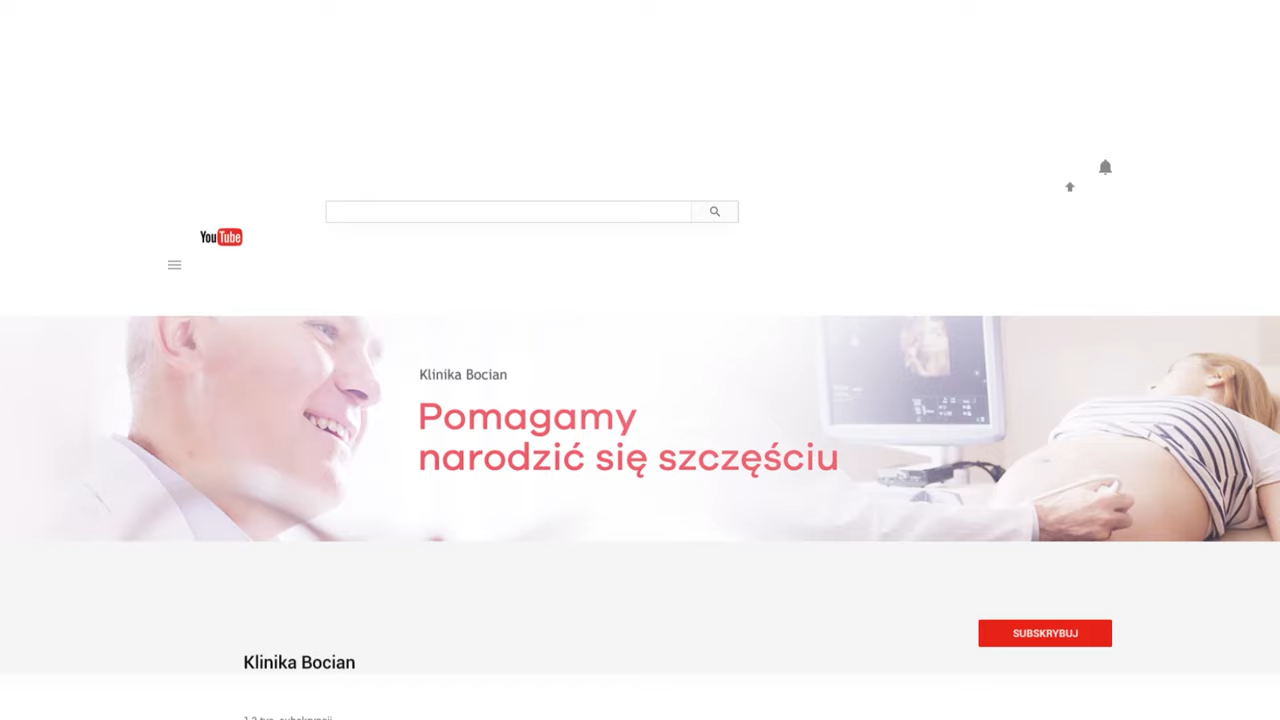 YouTube
Klinika Bocian
Pomagamy
narodzić się szczęściu
SUBSKRYBUJ
Klinika Bocian